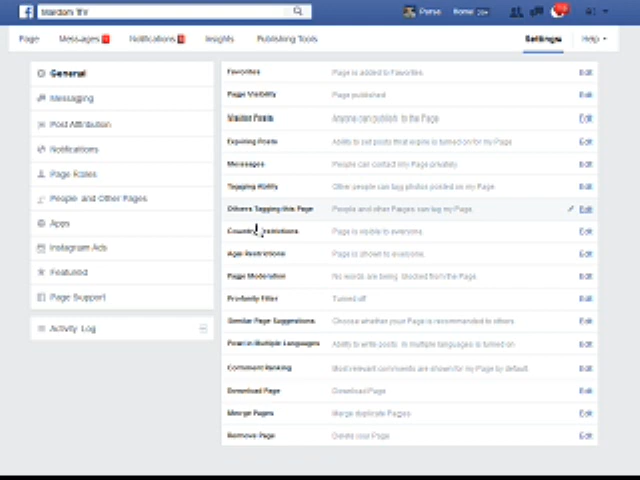 Mardom TV
Home 20+
Page Messages Notifications Insights Publishing Tools Settings Help
General
Messaging
Post Attribution
Notifications
Page Roles
People and Other Pages
Apps
Instagram Ads
Featured
Page Support
Activity Log
Favorites Page is added to Favorites Edit
Page Visibility Page published Edit
Visitor Posts Anyone can publish to the Page Edit
Expiring Posts Ability to set posts that expire is turned on for my Page Edit
Messages People can contact my Page privately Edit
Tagging Ability Other people can tag photos posted on my Page Edit
Others Tagging this Page People and other Pages can tag my Page. Edit
Country Restrictions Page is visible to everyone. Edit
Age Restrictions Page is shown to everyone. Edit
Page Moderation No words are being blocked from the Page Edit
Profanity Filter Turned off Edit
Similar Page Suggestions Choose whether your Page is recommended to others Edit
Post in Multiple Languages Ability to write posts in multiple languages is turned on Edit
Comment Ranking Most relevant comments are shown for my Page by default. Edit
Download Page Download Page Edit
Merge Pages Merge duplicate Pages Edit
Remove Page Delete your Page Edit